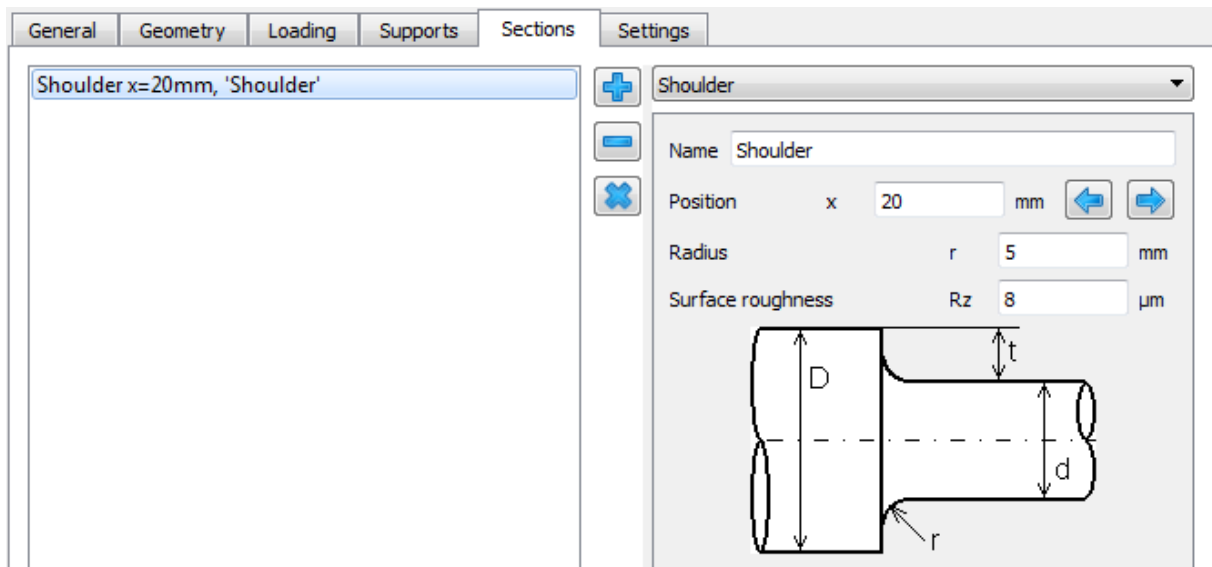 General Geometry Loading Supports Sections Settings
Shoulder x=20mm, 'Shoulder'
Shoulder
Name Shoulder
Position x 20 mm
Radius r 5 mm
Surface roughness Rz 8 µm
t
D
d
r